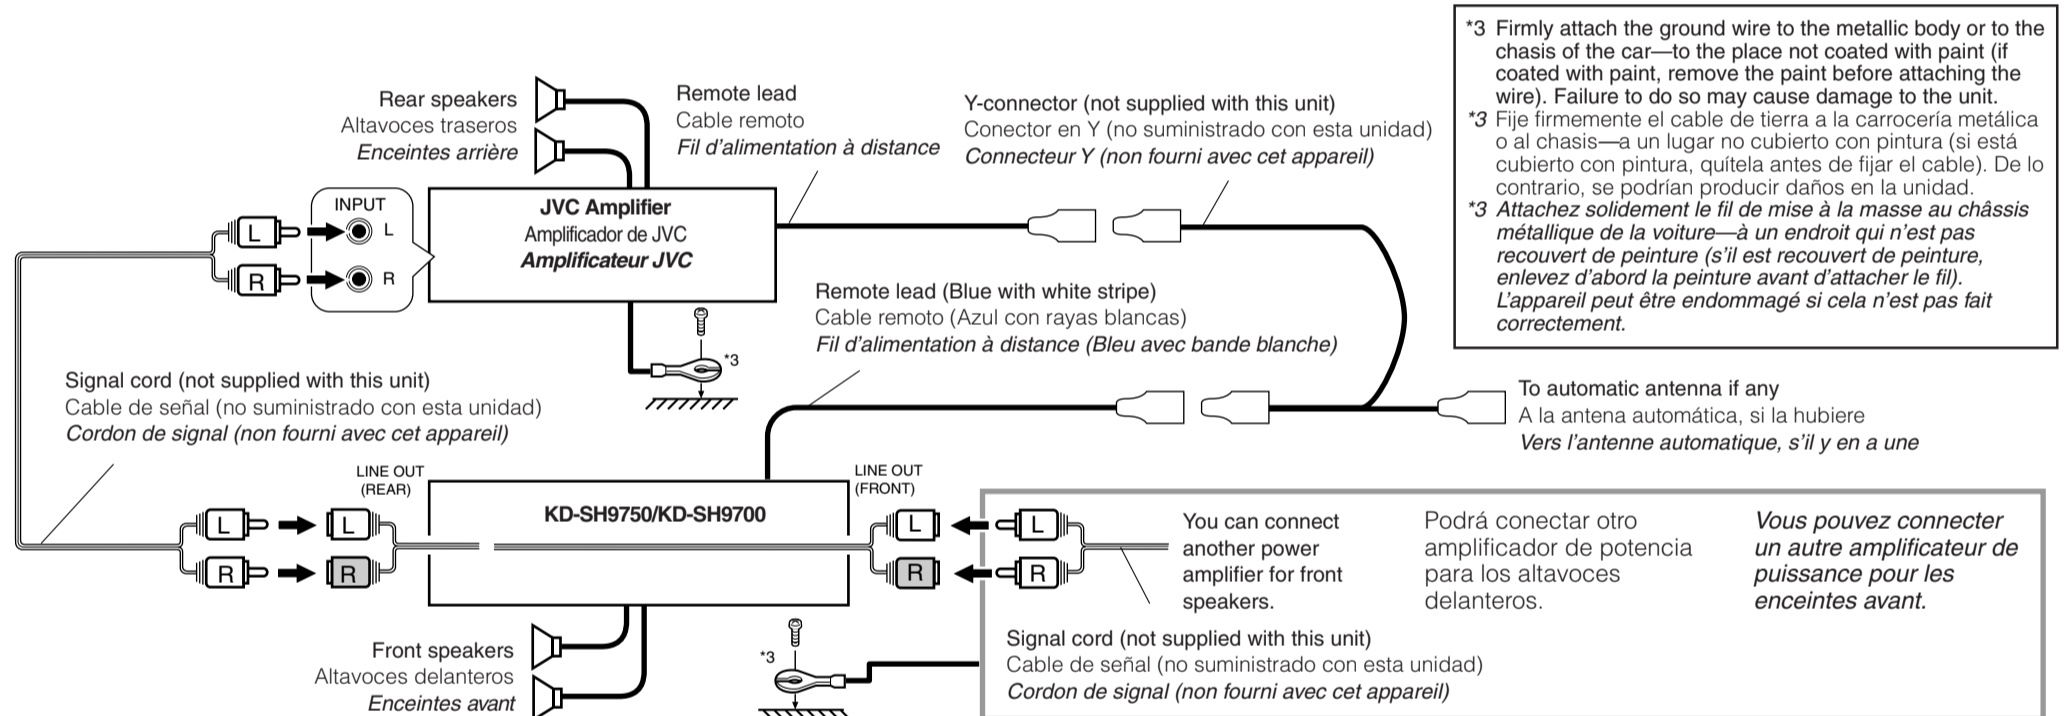 Rear speakers
Altavoces traseros
Enceintes arrière
Remote lead
Cable remoto
Fil d'alimentation à distance
Y-connector (not supplied with this unit)
Conector en Y (no suministrado con esta unidad)
Connecteur Y (non fourni avec cet appareil)
*3 Firmly attach the ground wire to the metallic body or to the
chasis of the car—to the place not coated with paint (if
coated with paint, remove the paint before attaching the
wire). Failure to do so may cause damage to the unit.
*3 Fije firmemente el cable de tierra a la carrocería metálica
o al chasis—a un lugar no cubierto con pintura (si está
cubierto con pintura, quítela antes de fijar el cable). De lo
contrario, se podrían producir daños en la unidad.
*3 Attachez solidement le fil de mise à la masse au châssis
métallique de la voiture—à un endroit qui n'est pas
recouvert de peinture (s'il est recouvert de peinture,
enlevez d'abord la peinture avant d'attacher le fil).
L'appareil peut être endommagé si cela n'est pas fait
correctement.
INPUT
L
L
R
R
JVC Amplifier
Amplificador de JVC
Amplificateur JVC
Remote lead (Blue with white stripe)
Cable remoto (Azul con rayas blancas)
Fil d'alimentation à distance (Bleu avec bande blanche)
*3
Signal cord (not supplied with this unit)
Cable de señal (no suministrado con esta unidad)
Cordon de signal (non fourni avec cet appareil)
To automatic antenna if any
A la antena automática, si la hubiere
Vers l'antenne automatique, s'il y en a une
LINE OUT
(REAR)
LINE OUT
(FRONT)
KD-SH9750/KD-SH9700
L
L
L
L
R
R
R
R
You can connect
another power
amplifier for front
speakers.
Podrá conectar otro
amplificador de potencia
para los altavoces
delanteros.
Vous pouvez connecter
un autre amplificateur de
puissance pour les
enceintes avant.
Front speakers
Altavoces delanteros
Enceintes avant
*3
Signal cord (not supplied with this unit)
Cable de señal (no suministrado con esta unidad)
Cordon de signal (non fourni avec cet appareil)